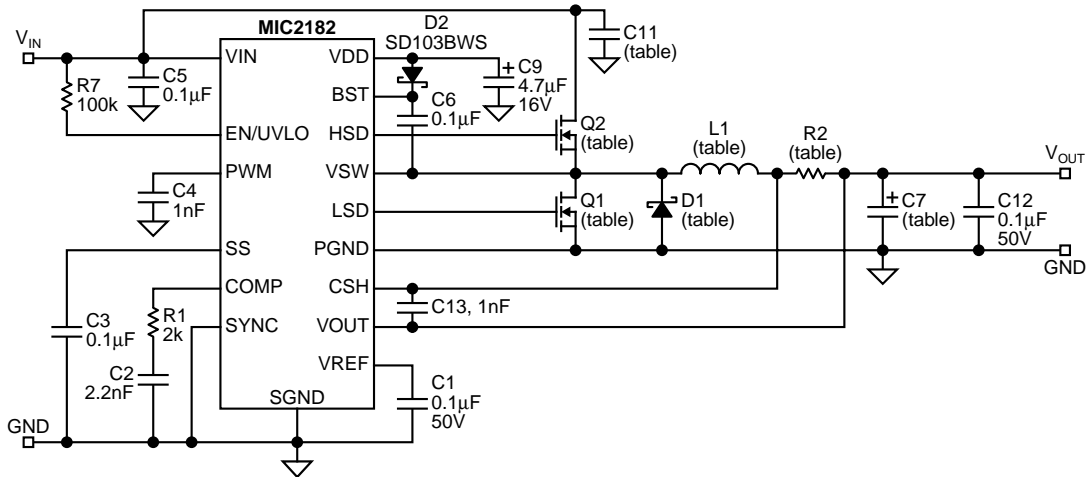 MIC2182
D2
SD103BWS
C11
(table)
VIN
VIN
VDD
C9
4.7µF
16V
R7
100k
C5
0.1µF
BST
C6
0.1µF
EN/UVLO
HSD
Q2
(table)
L1
(table)
R2
(table)
VOUT
PWM
VSW
C4
1nF
LSD
Q1
(table)
D1
(table)
C7
(table)
C12
0.1µF
50V
SS
PGND
GND
COMP
CSH
C13, 1nF
C3
0.1µF
R1
2k
SYNC
VOUT
C2
2.2nF
VREF
C1
0.1µF
50V
SGND
GND